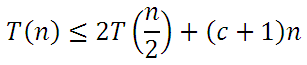 T(n) ≤ 2T(n/2) + (c + 1)n